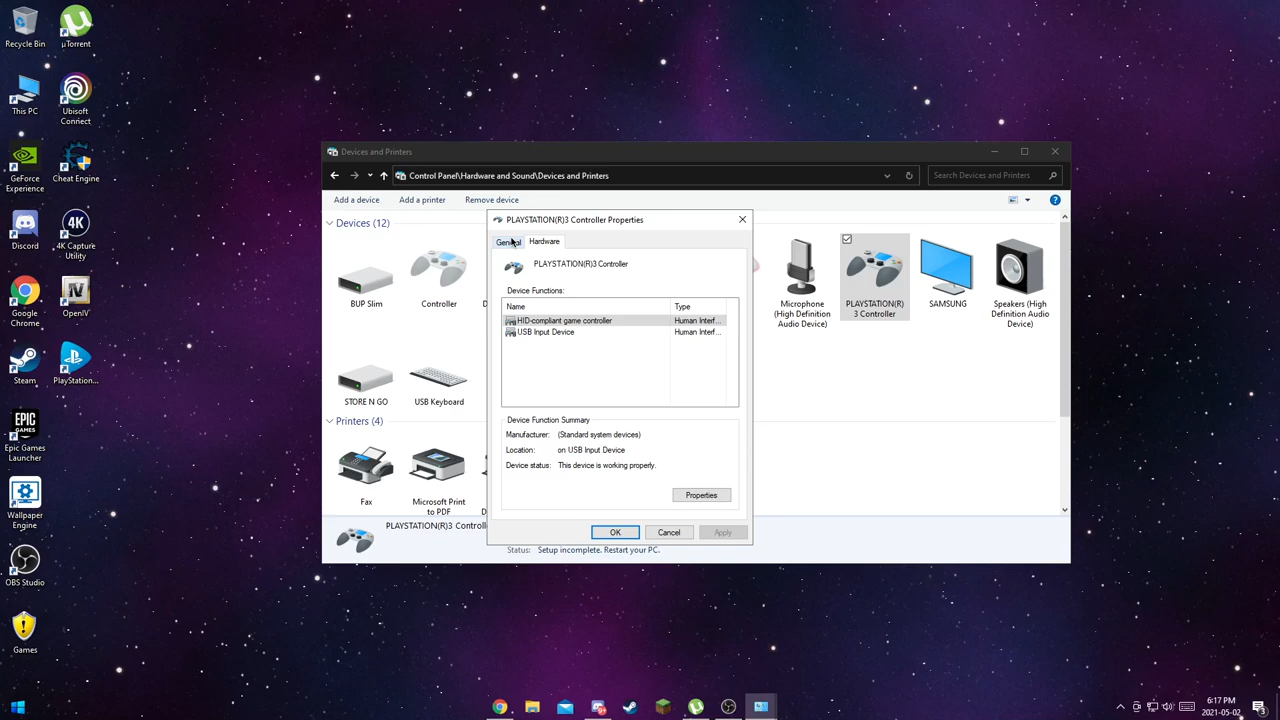 Recycle Bin
µTorrent
This PC
Ubisoft
Connect
GeForce
Experience
Cheat Engine
Discord
4K
4K Capture
Utility
Google
Chrome
IV
OpenIV
Steam
PlayStation...
EPIC
GAMES
Epic Games
Launcher
Wallpaper
Engine
OBS Studio
Games
Devices and Printers
Control Panel\Hardware and Sound\Devices and Printers
Search Devices and Printers
Add a device
Add a printer
Remove device
Devices (12)
BUP Slim
Controller
Microphone
(High Definition
Audio Device)
PLAYSTATION(R)
3 Controller
SAMSUNG
Speakers (High
Definition Audio
Device)
STORE N GO
USB Keyboard
Printers (4)
Fax
Microsoft Print
to PDF
PLAYSTATION(R)3 Controll
Status: Setup incomplete. Restart your PC.
PLAYSTATION(R)3 Controller Properties
General
Hardware
PLAYSTATION(R)3 Controller
Device Functions:
Name Type
HID-compliant game controller Human Interf...
USB Input Device Human Interf...
Device Function Summary
Manufacturer: (Standard system devices)
Location: on USB Input Device
Device status: This device is working properly.
Properties
OK
Cancel
Apply
6:17 PM
2021-05-02